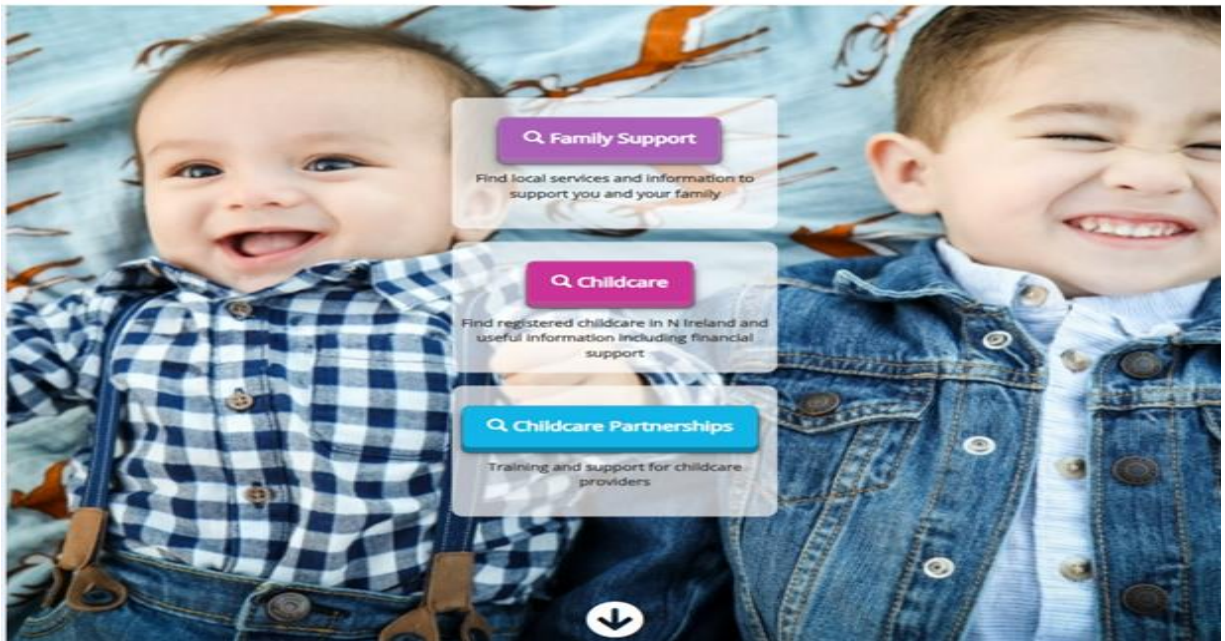 Family Support
Find local services and information to
support you and your family
Childcare
Find registered childcare in N Ireland and
useful information including financial
support
Childcare Partnerships
Training and support for childcare
providers